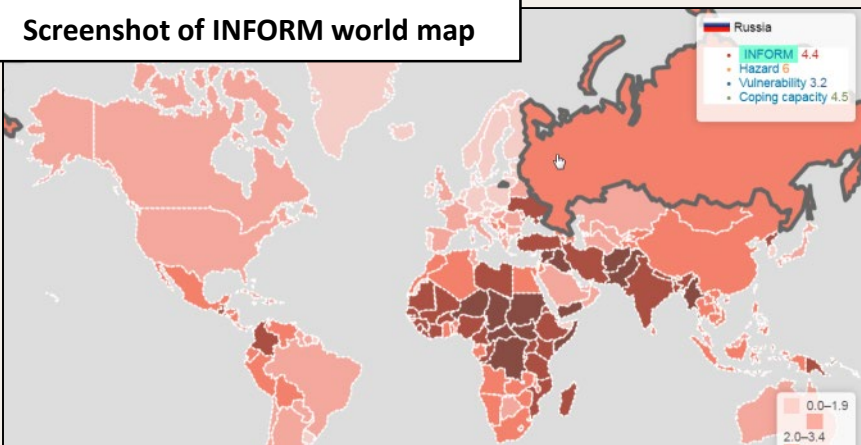 Screenshot of INFORM world map
Russia
INFORM 4.4
Hazard 6
Vulnerability 3.2
Coping capacity 4.5
0.0–1.9
2.0–3.4